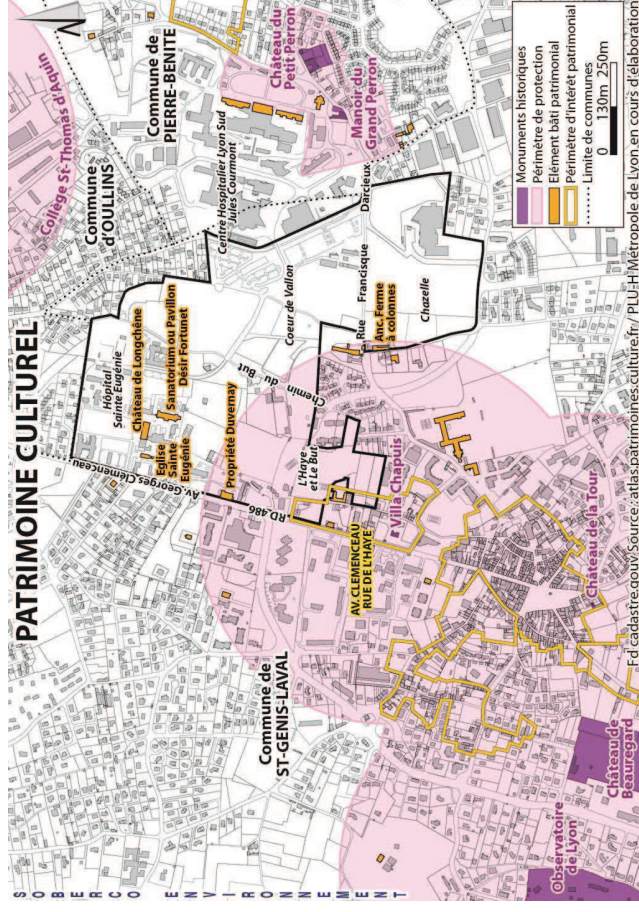 PATRIMOINE CULTUREL
Collège St-Thomas d'Aquin
Commune
d'OULLINS
Commune de
PIERRE-BENITE
Château du
Petit Perron
Manoir du
Grand Perron
Centre Hospitalier Lyon Sud
Jules Courmont
Hôpital
Sainte Eugénie
Château de Longchêne
Sanatorium ou Pavillon
Désir Fortunet
Eglise
Sainte
Eugénie
Av. Georges Clemenceau
Propriété Duvernay
RD.486
Chemin du But
Coeur de Vallon
L'Haye
et Le But
Rue Francisque Darcieux
Anc. Ferme
à colonnes
Chazelle
Villa Chapuis
AV. CLEMENCEAU
RUE DE L'HAYE
Commune de
ST-GENIS-LAVAL
Château de la Tour
Observatoire
de Lyon
Château de
Beauregard
Monuments historiques
Périmètre de protection
Elément bâti patrimonial
Périmètre d'intérêt patrimonial
Limite de communes
0 130m 250m
SOBERCO ENVIRONNEMENT
Fd cadastre.gouv/Source: atlas.patrimoines.culture.fr / PLU-H Métropole de Lyon en cours d'élaboration